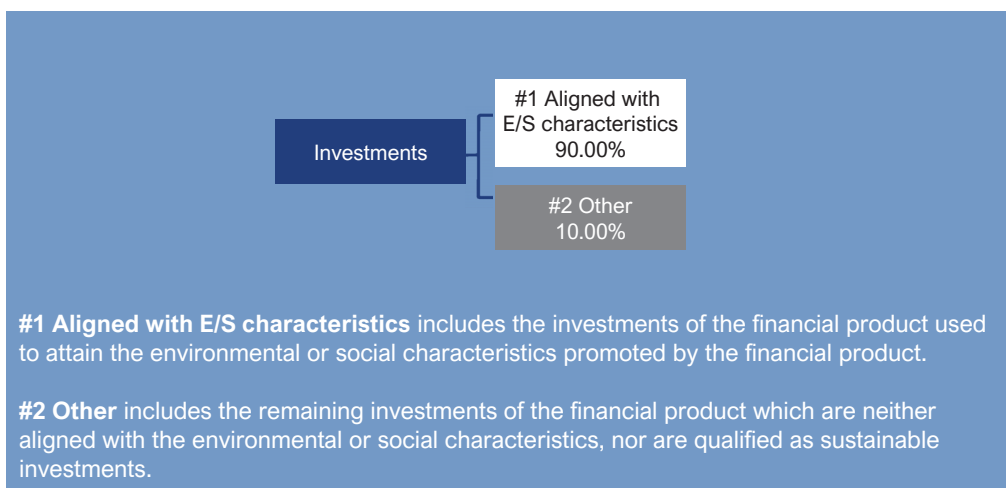 #1 Aligned with
E/S characteristics
90.00%
Investments
#2 Other
10.00%
#1 Aligned with E/S characteristics includes the investments of the financial product used
to attain the environmental or social characteristics promoted by the financial product.
#2 Other includes the remaining investments of the financial product which are neither
aligned with the environmental or social characteristics, nor are qualified as sustainable
investments.